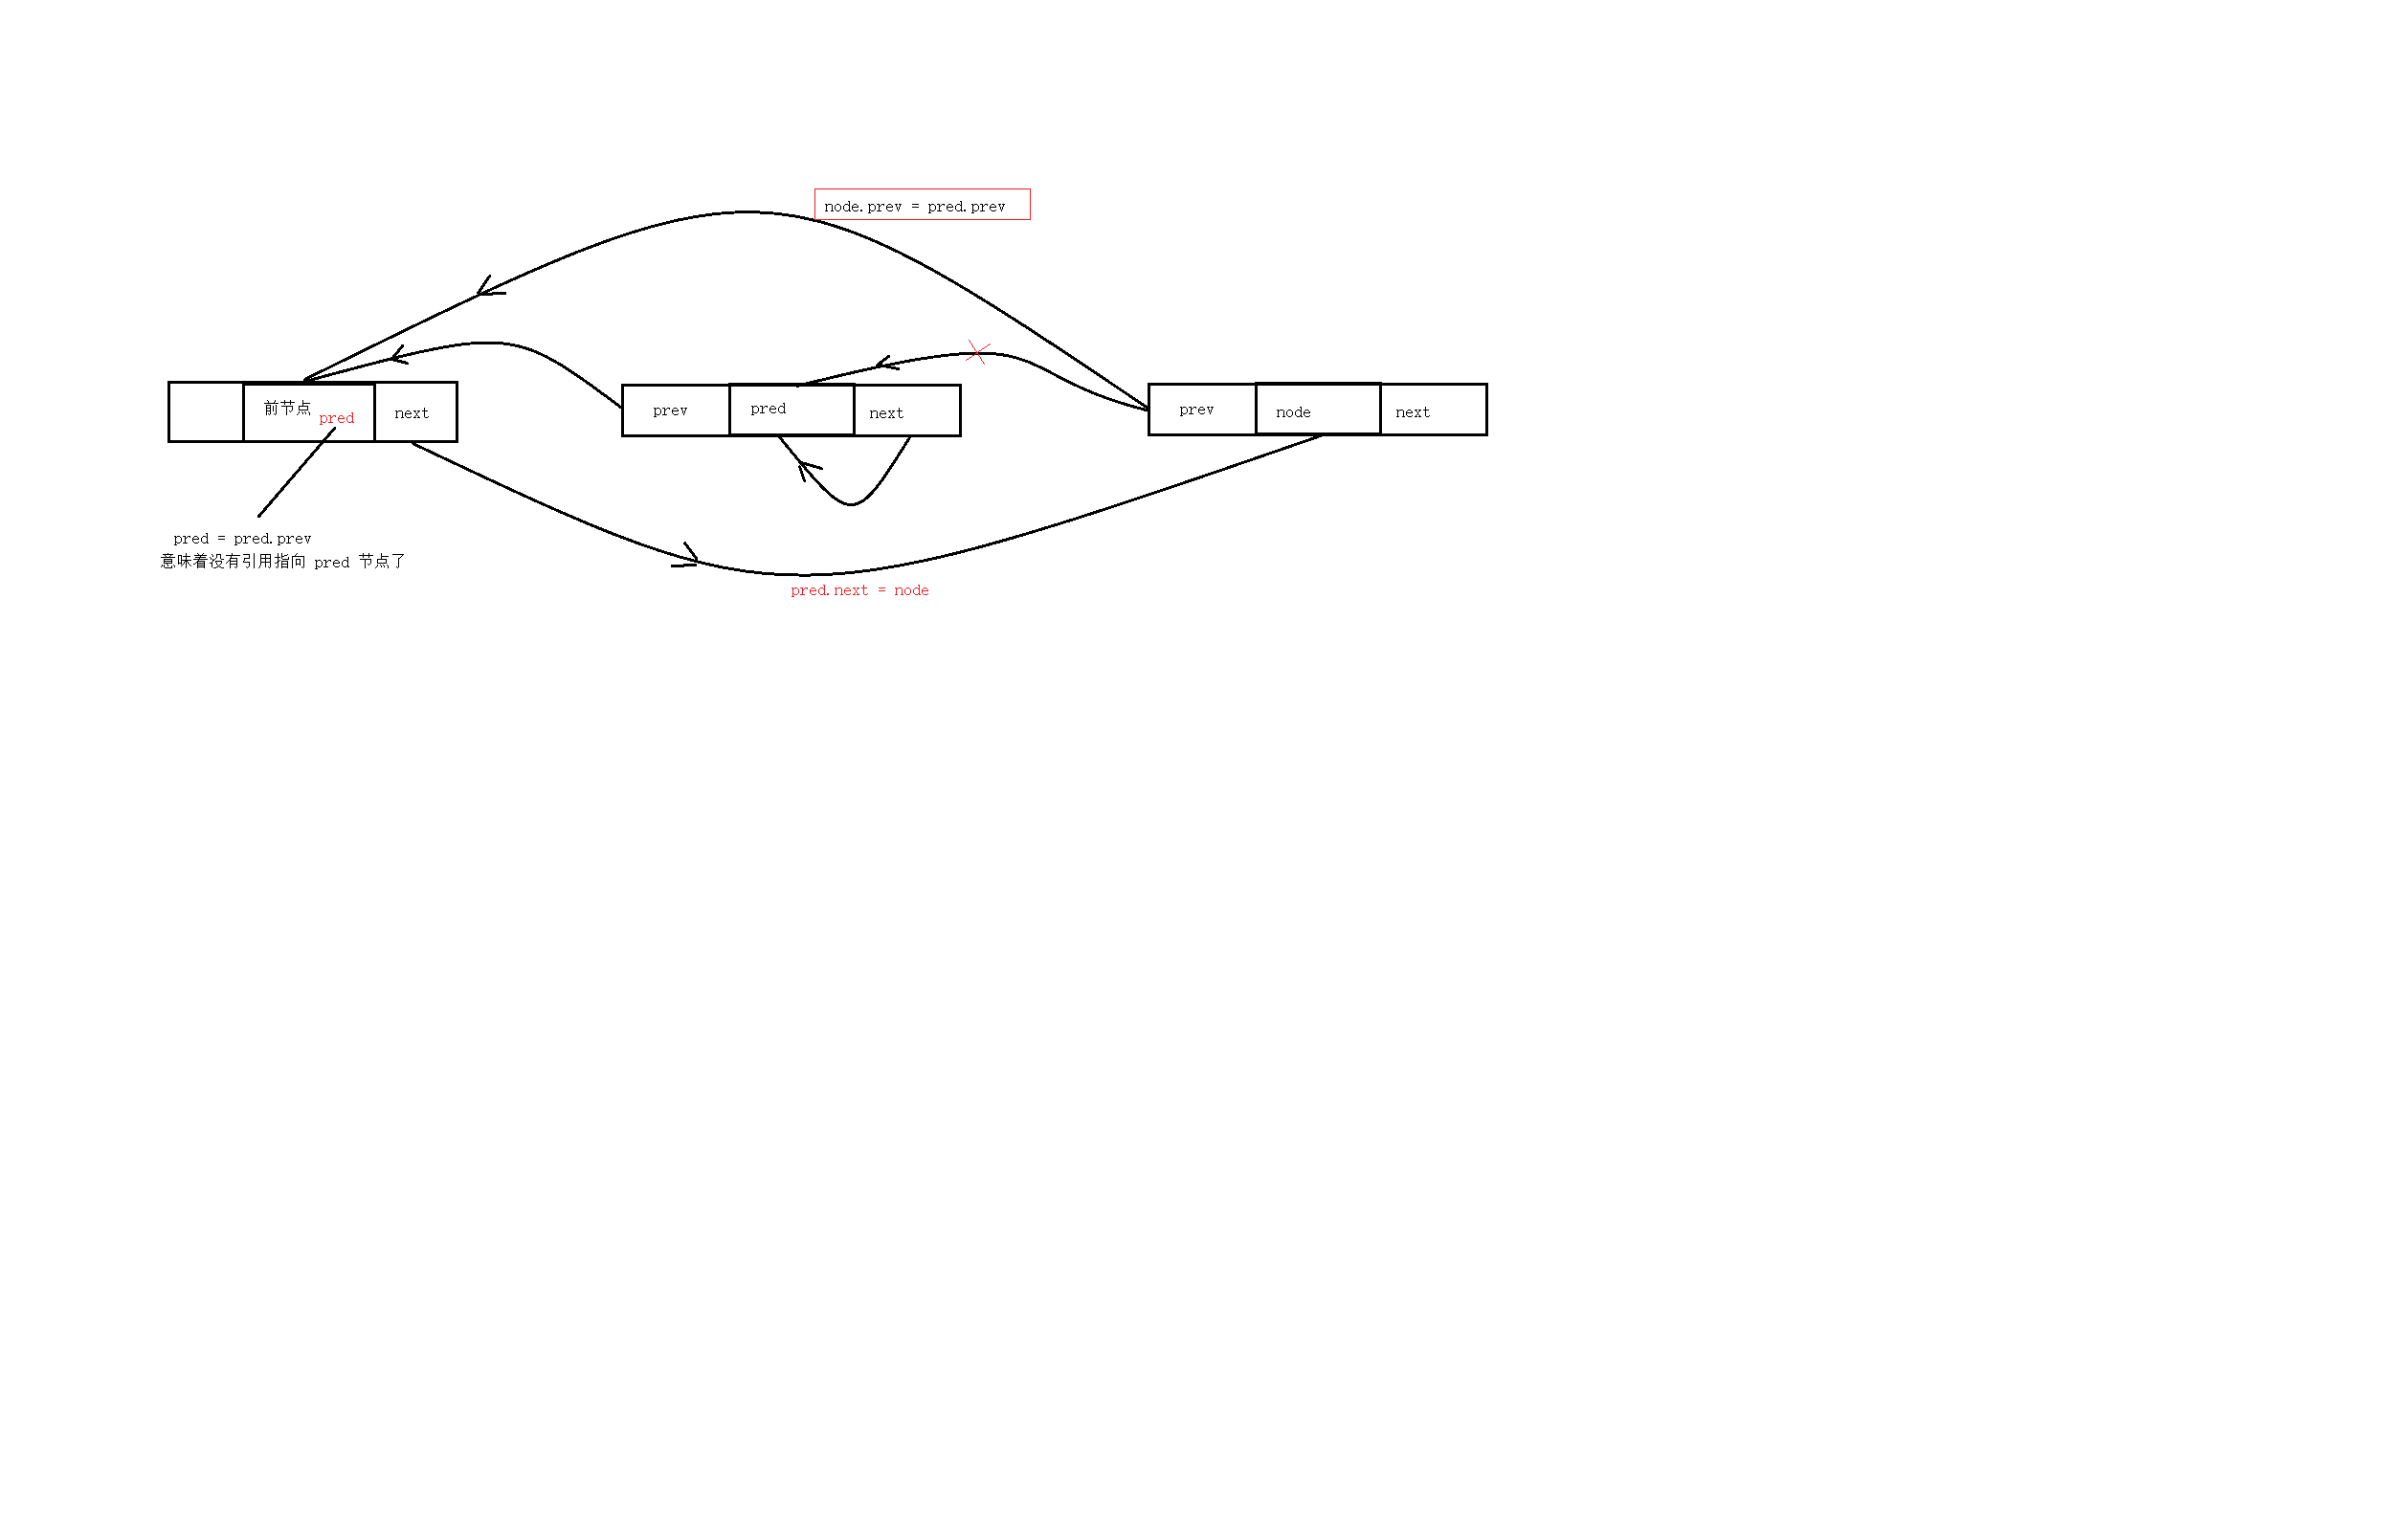 node.prev = pred.prev
前节点
pred
next
prev
pred
next
prev
node
next
pred = pred.prev
意味着没有引用指向 pred 节点了
pred.next = node